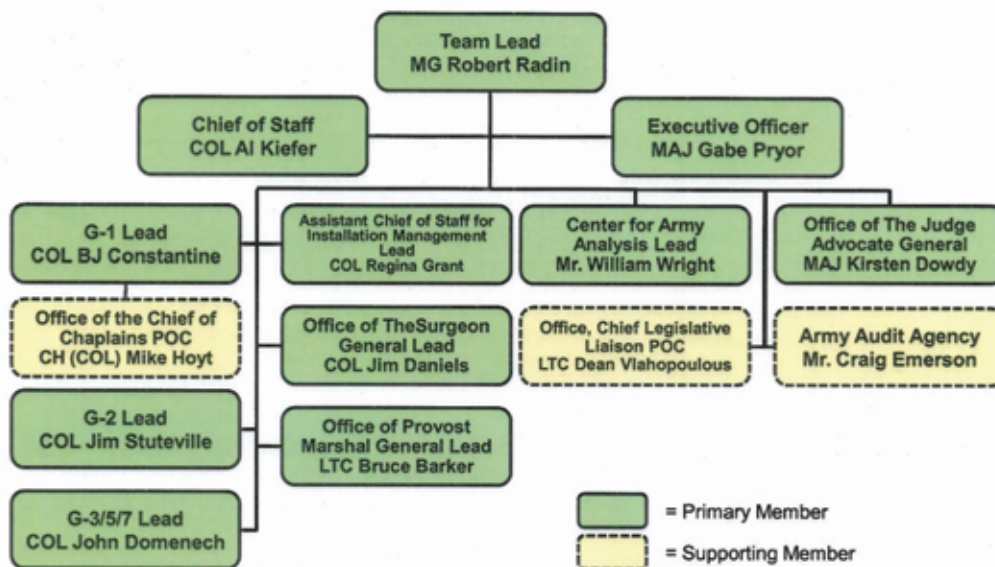 Team Lead
MG Robert Radin
Chief of Staff
COL Al Kiefer
Executive Officer
MAJ Gabe Pryor
G-1 Lead
COL BJ Constantine
Assistant Chief of Staff for
Installation Management
Lead
COL Regina Grant
Center for Army
Analysis Lead
Mr. William Wright
Office of The Judge
Advocate General
MAJ Kirsten Dowdy
Office of the Chief of
Chaplains POC
CH (COL) Mike Hoyt
Office of TheSurgeon
General Lead
COL Jim Daniels
Office, Chief Legislative
Liaison POC
LTC Dean Vlahopoulous
Army Audit Agency
Mr. Craig Emerson
G-2 Lead
COL Jim Stuteville
Office of Provost
Marshal General Lead
LTC Bruce Barker
G-3/5/7 Lead
COL John Domenech
= Primary Member
= Supporting Member